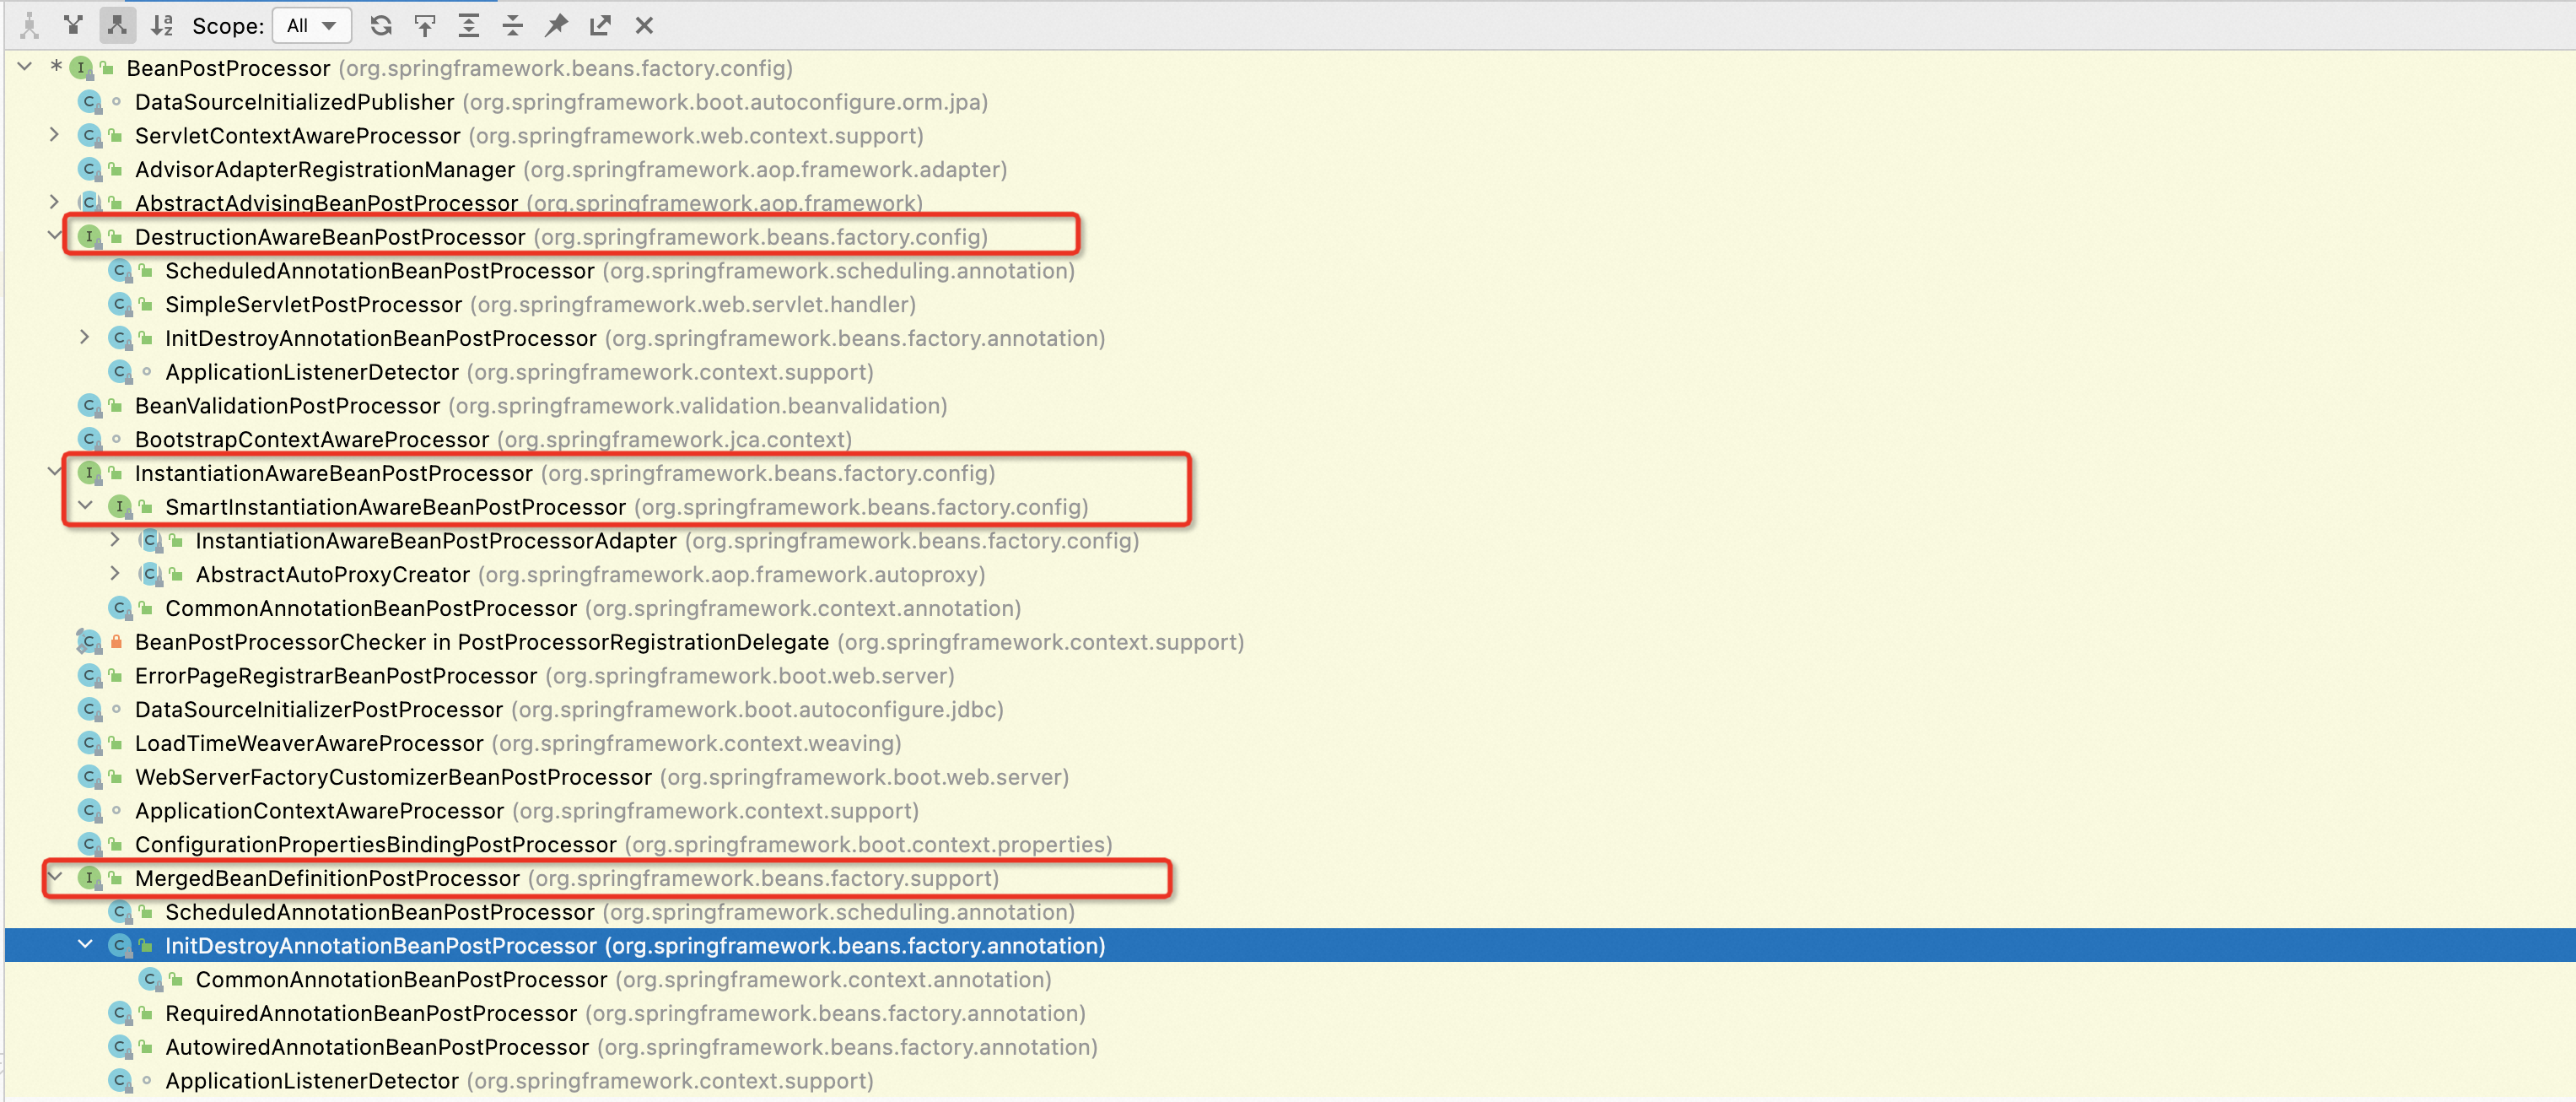 Scope: All
* BeanPostProcessor (org.springframework.beans.factory.config)
DataSourceInitializedPublisher (org.springframework.boot.autoconfigure.orm.jpa)
ServletContextAwareProcessor (org.springframework.web.context.support)
AdvisorAdapterRegistrationManager (org.springframework.aop.framework.adapter)
AbstractAdvisingBeanPostProcessor (org.springframework.aop.framework)
DestructionAwareBeanPostProcessor (org.springframework.beans.factory.config)
ScheduledAnnotationBeanPostProcessor (org.springframework.scheduling.annotation)
SimpleServletPostProcessor (org.springframework.web.servlet.handler)
InitDestroyAnnotationBeanPostProcessor (org.springframework.beans.factory.annotation)
ApplicationListenerDetector (org.springframework.context.support)
BeanValidationPostProcessor (org.springframework.validation.beanvalidation)
BootstrapContextAwareProcessor (org.springframework.jca.context)
InstantiationAwareBeanPostProcessor (org.springframework.beans.factory.config)
SmartInstantiationAwareBeanPostProcessor (org.springframework.beans.factory.config)
InstantiationAwareBeanPostProcessorAdapter (org.springframework.beans.factory.config)
AbstractAutoProxyCreator (org.springframework.aop.framework.autoproxy)
CommonAnnotationBeanPostProcessor (org.springframework.context.annotation)
BeanPostProcessorChecker in PostProcessorRegistrationDelegate (org.springframework.context.support)
ErrorPageRegistrarBeanPostProcessor (org.springframework.boot.web.server)
DataSourceInitializerPostProcessor (org.springframework.boot.autoconfigure.jdbc)
LoadTimeWeaverAwareProcessor (org.springframework.context.weaving)
WebServerFactoryCustomizerBeanPostProcessor (org.springframework.boot.web.server)
ApplicationContextAwareProcessor (org.springframework.context.support)
ConfigurationPropertiesBindingPostProcessor (org.springframework.boot.context.properties)
MergedBeanDefinitionPostProcessor (org.springframework.beans.factory.support)
ScheduledAnnotationBeanPostProcessor (org.springframework.scheduling.annotation)
InitDestroyAnnotationBeanPostProcessor (org.springframework.beans.factory.annotation)
CommonAnnotationBeanPostProcessor (org.springframework.context.annotation)
RequiredAnnotationBeanPostProcessor (org.springframework.beans.factory.annotation)
AutowiredAnnotationBeanPostProcessor (org.springframework.beans.factory.annotation)
ApplicationListenerDetector (org.springframework.context.support)